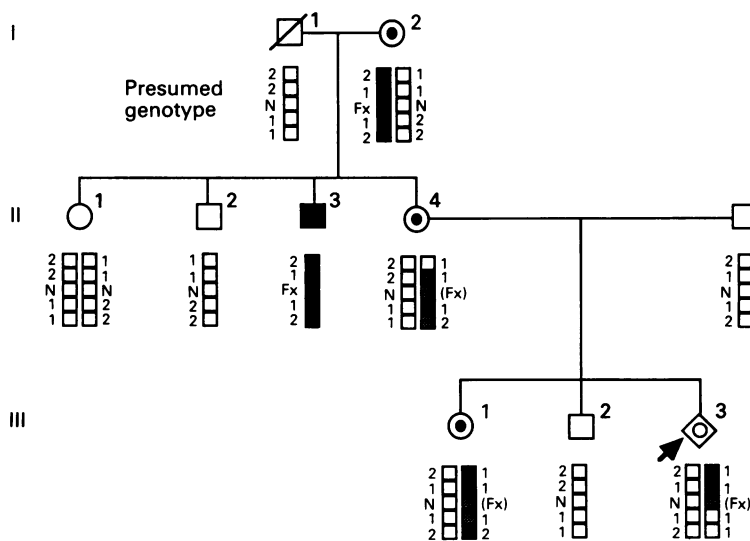 I 1 2
Presumed
genotype
2 2 1
2 1 1
N Fx N
1 1 2
1 2 2
II 1 2 3 4
2 1 1 2 2 1 2
2 1 1 1 2 1 1
N N N Fx N (Fx) N
1 2 2 1 1 1 1
1 2 2 2 1 2 2
III 1 2 3
2 1 2 2 1
1 1 2 1 1
N (Fx) N N (Fx)
1 1 1 1 1
2 2 1 2 1